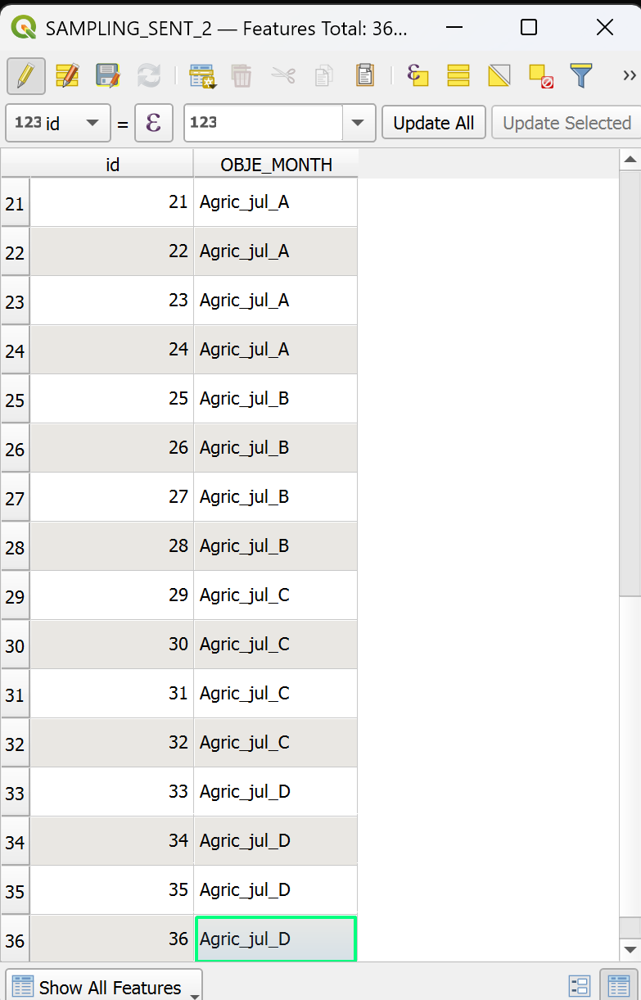 SAMPLING_SENT_2 — Features Total: 36...
123 id = ε 123 Update All Update Selected
id OBJE_MONTH
21 21 Agric_jul_A
22 22 Agric_jul_A
23 23 Agric_jul_A
24 24 Agric_jul_A
25 25 Agric_jul_B
26 26 Agric_jul_B
27 27 Agric_jul_B
28 28 Agric_jul_B
29 29 Agric_jul_C
30 30 Agric_jul_C
31 31 Agric_jul_C
32 32 Agric_jul_C
33 33 Agric_jul_D
34 34 Agric_jul_D
35 35 Agric_jul_D
36 36 Agric_jul_D
Show All Features